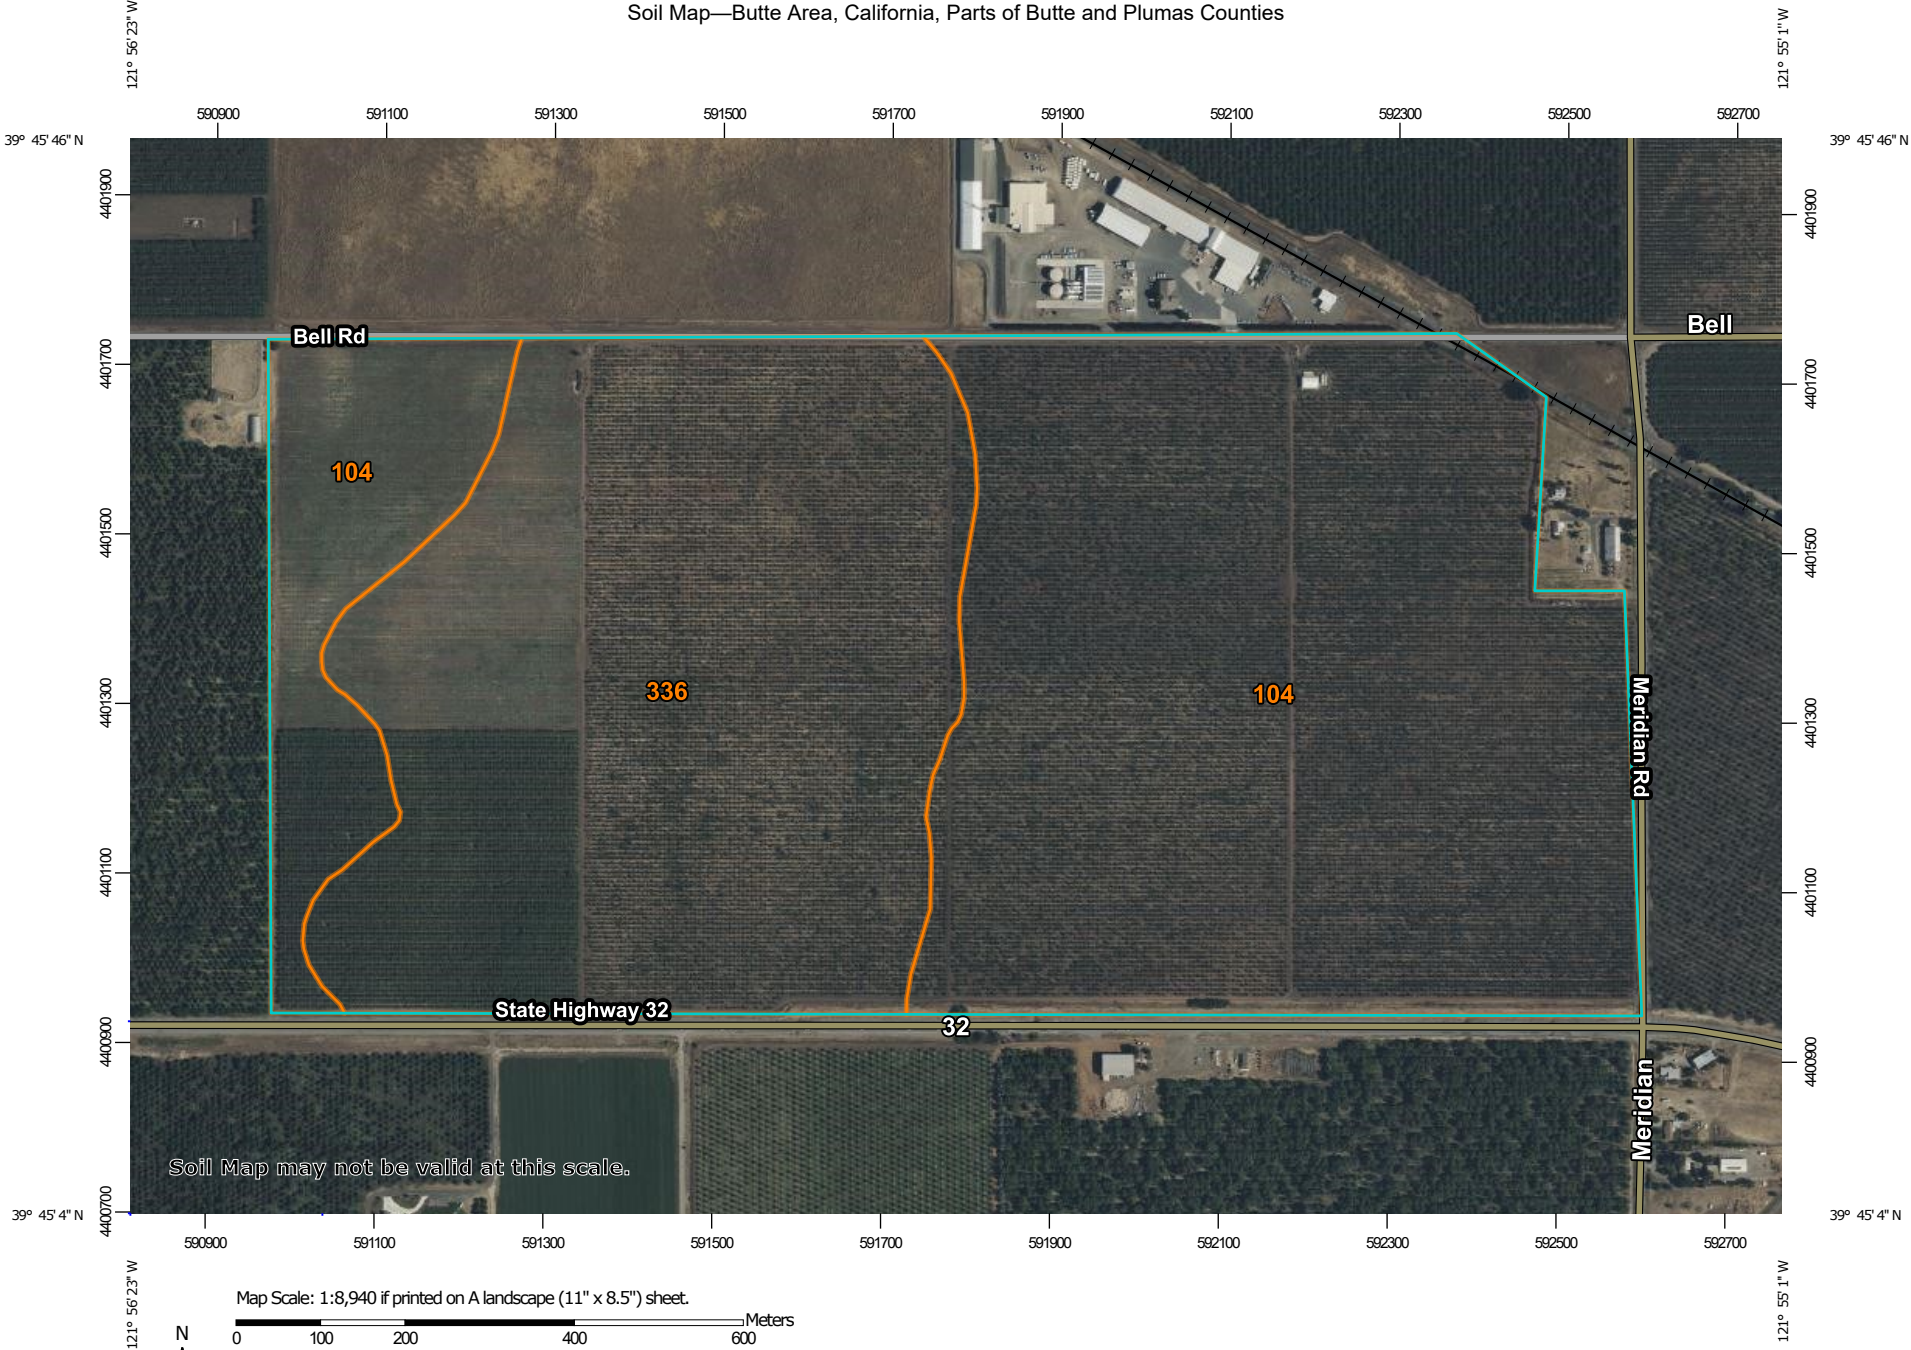 Soil Map—Butte Area, California, Parts of Butte and Plumas Counties
121° 56' 23" W
121° 55' 1" W
590900 591100 591300 591500 591700 591900 592100 592300 592500 592700
39° 45' 46" N
39° 45' 46" N
4401900
4401900
Bell Rd
Bell
4401700
4401700
104
4401500
4401500
336
104
4401300
4401300
Meridian Rd
4401100
4401100
State Highway 32
32
4400900
4400900
Meridian
Soil Map may not be valid at this scale.
4400700
39° 45' 4" N
39° 45' 4" N
590900 591100 591300 591500 591700 591900 592100 592300 592500 592700
121° 56' 23" W
121° 55' 1" W
Map Scale: 1:8,940 if printed on A landscape (11" x 8.5") sheet.
Meters
N
0 100 200 400 600